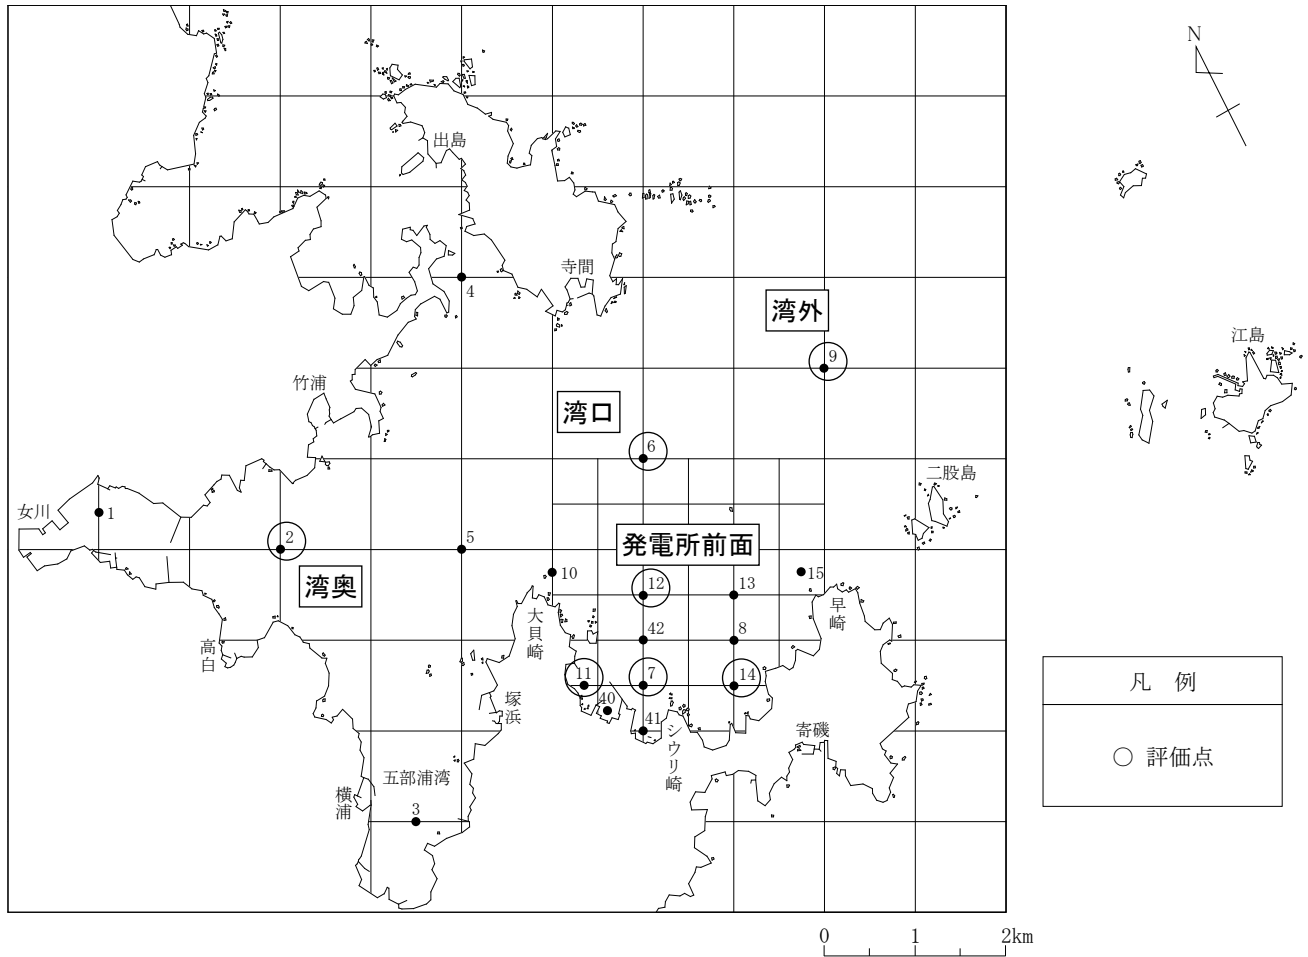 N
出島
4
寺間
湾外
9
江島
竹浦
湾口
6
二股島
女川
1
2
5
発電所前面
湾奥
10
12
13
15
大貝崎
早崎
高白
42
8
11
7
14
40
塚浜
41
シウリ崎
寄磯
凡 例
○ 評価点
五部浦湾
横浦
3
0 1 2km